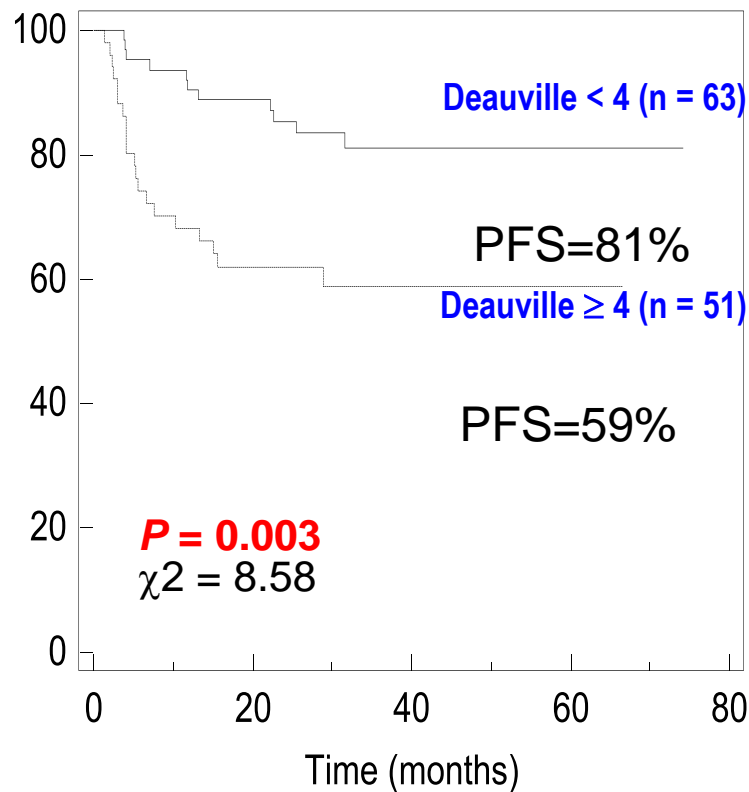 100
Deauville < 4 (n = 63)
80
PFS=81%
60
Deauville ≥ 4 (n = 51)
40
PFS=59%
20
P = 0.003
χ2 = 8.58
0
0 20 40 60 80
Time (months)